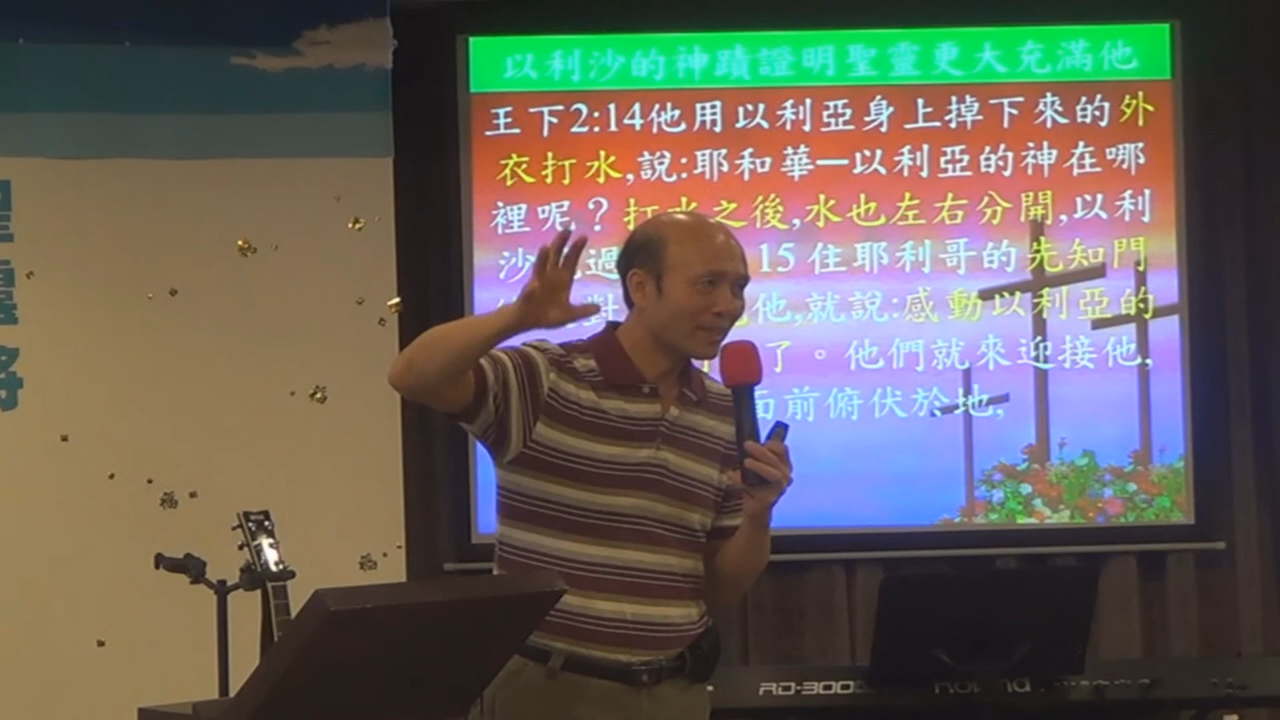 以利沙的神蹟證明聖靈更大充滿他
王下2:14他用以利亞身上掉下來的外
衣打水,說:耶和華─以利亞的神在哪
裡呢？打水之後,水也左右分開,以利
沙 過 15 住耶利哥的先知門
對 他,就說:感動以利亞的
了。他們就來迎接他,
面前俯伏於地,
福
福
RD-300
Roland